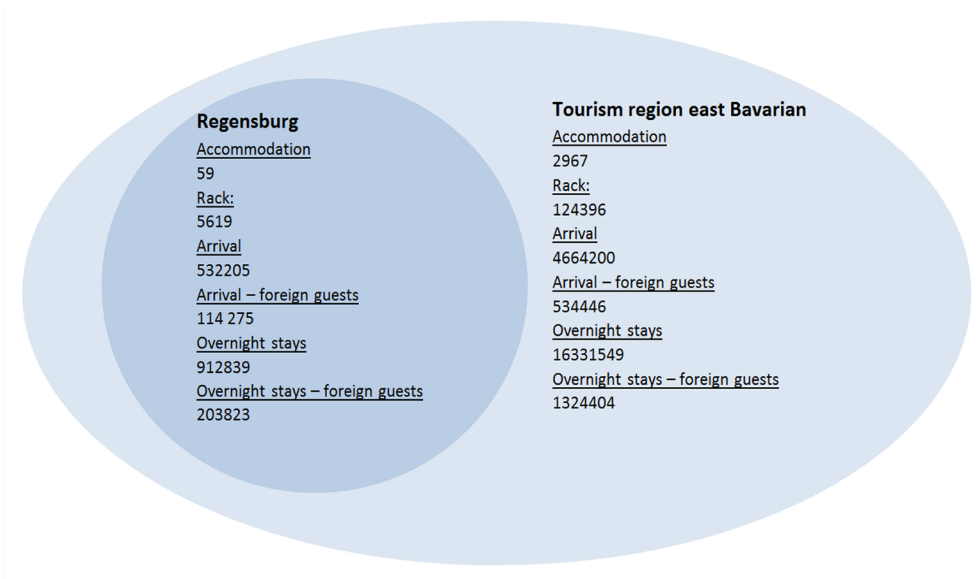 Regensburg
Accommodation
59
Rack:
5619
Arrival
532205
Arrival – foreign guests
114 275
Overnight stays
912839
Overnight stays – foreign guests
203823
Tourism region east Bavarian
Accommodation
2967
Rack:
124396
Arrival
4664200
Arrival – foreign guests
534446
Overnight stays
16331549
Overnight stays – foreign guests
1324404